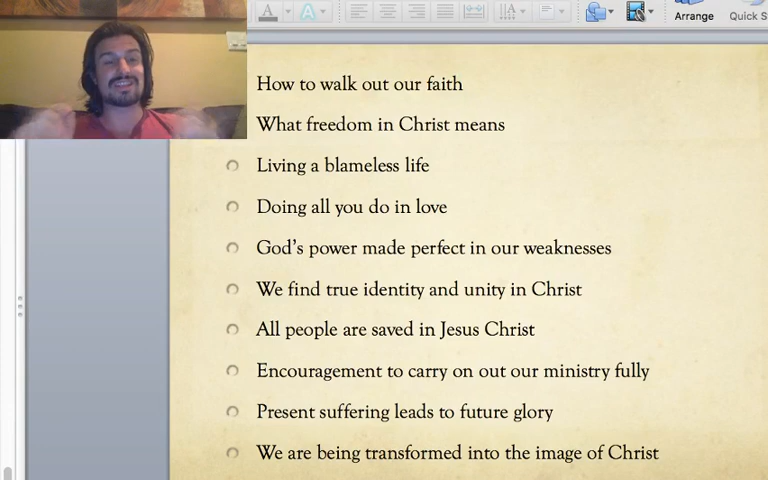 Arrange
Quick S
How to walk out our faith
What freedom in Christ means
Living a blameless life
Doing all you do in love
God's power made perfect in our weaknesses
We find true identity and unity in Christ
All people are saved in Jesus Christ
Encouragement to carry on out our ministry fully
Present suffering leads to future glory
We are being transformed into the image of Christ